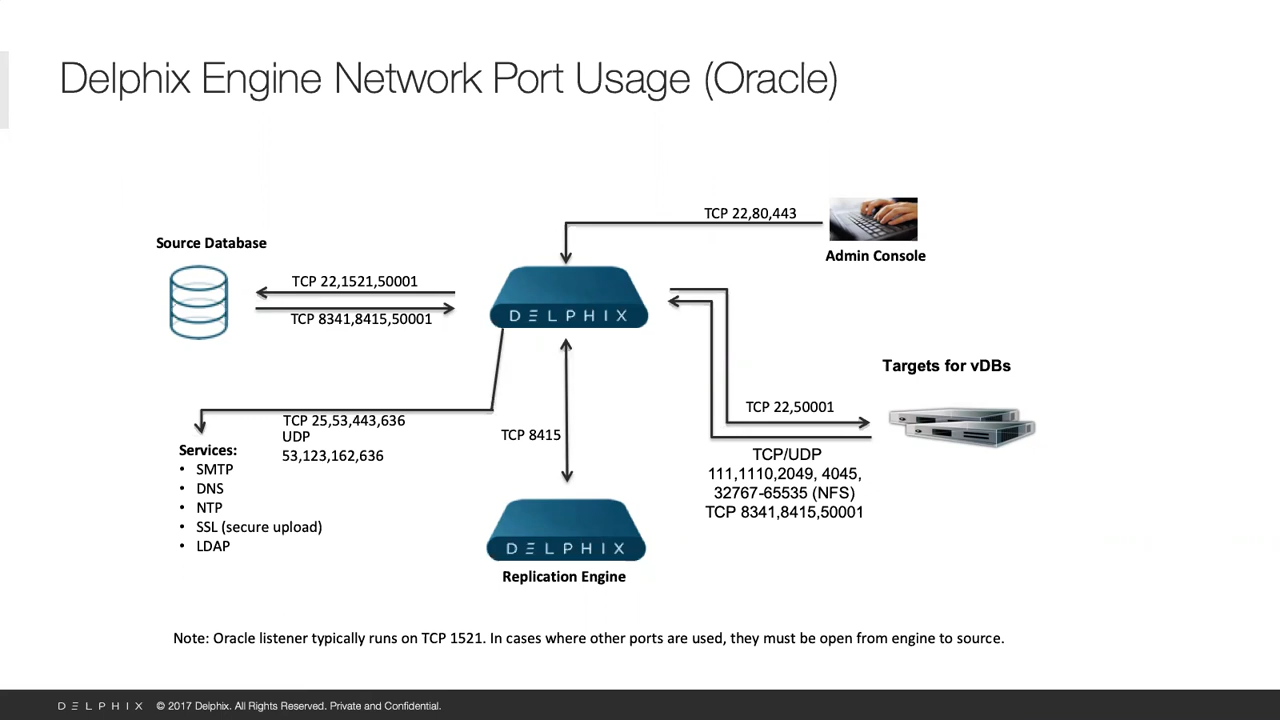 Delphix Engine Network Port Usage (Oracle)
TCP 22,80,443
Admin Console
Source Database
TCP 22,1521,50001
TCP 8341,8415,50001
DELPHIX
Targets for vDBs
TCP 22,50001
TCP/UDP
111,1110,2049, 4045,
32767-65535 (NFS)
TCP 8341,8415,50001
TCP 25,53,443,636
UDP
53,123,162,636
TCP 8415
Services:
• SMTP
• DNS
• NTP
• SSL (secure upload)
• LDAP
DELPHIX
Replication Engine
Note: Oracle listener typically runs on TCP 1521. In cases where other ports are used, they must be open from engine to source.
DELPHIX © 2017 Delphix. All Rights Reserved. Private and Confidential.